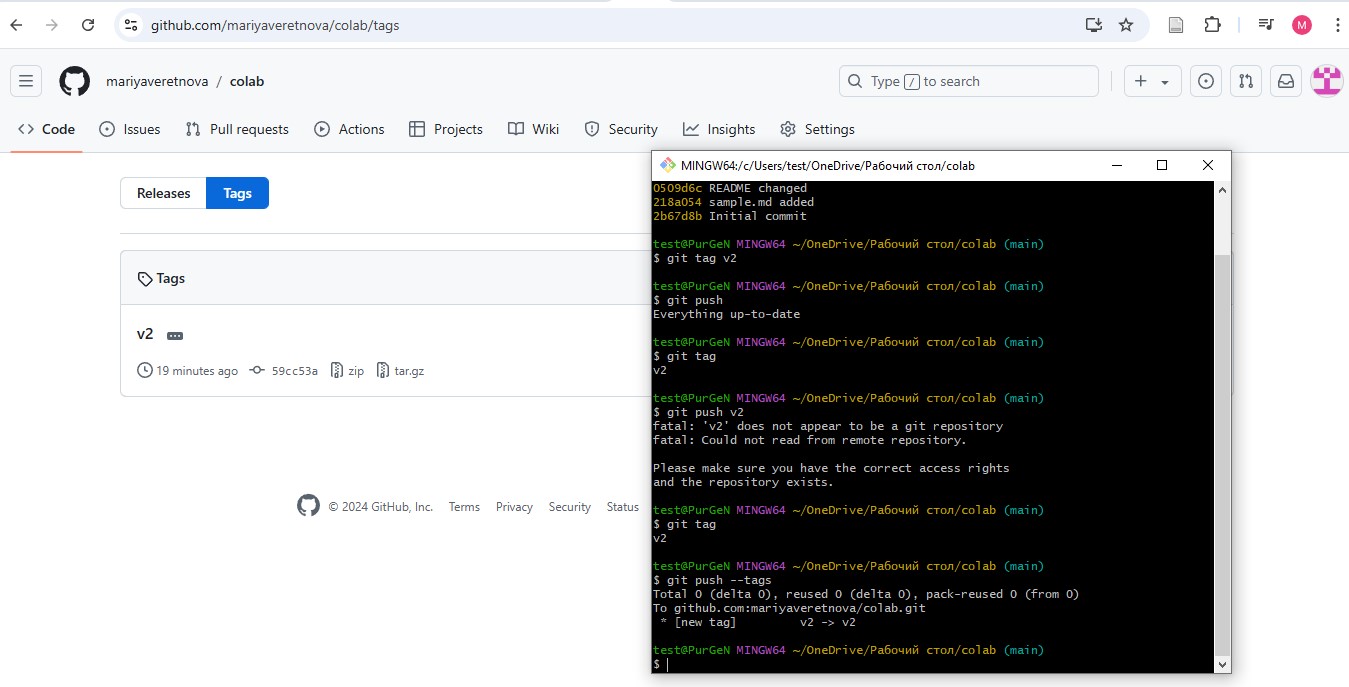 github.com/mariyaveretnova/colab/tags
M
mariyaveretnova / colab
Type / to search
Code Issues Pull requests Actions Projects Wiki Security Insights Settings
Releases Tags
Tags
v2
19 minutes ago 59cc53a zip tar.gz
© 2024 GitHub, Inc. Terms Privacy Security Status
MINGW64:/c/Users/test/OneDrive/Рабочий стол/colab
0509d6c README changed
218a054 sample.md added
2b67d8b Initial commit
test@PurGeN MINGW64 ~/OneDrive/Рабочий стол/colab (main)
$ git tag v2
test@PurGeN MINGW64 ~/OneDrive/Рабочий стол/colab (main)
$ git push
Everything up-to-date
test@PurGeN MINGW64 ~/OneDrive/Рабочий стол/colab (main)
$ git tag
v2
test@PurGeN MINGW64 ~/OneDrive/Рабочий стол/colab (main)
$ git push v2
fatal: 'v2' does not appear to be a git repository
fatal: Could not read from remote repository.
Please make sure you have the correct access rights
and the repository exists.
test@PurGeN MINGW64 ~/OneDrive/Рабочий стол/colab (main)
$ git tag
v2
test@PurGeN MINGW64 ~/OneDrive/Рабочий стол/colab (main)
$ git push --tags
Total 0 (delta 0), reused 0 (delta 0), pack-reused 0 (from 0)
To github.com:mariyaveretnova/colab.git
* [new tag] v2 -> v2
test@PurGeN MINGW64 ~/OneDrive/Рабочий стол/colab (main)
$